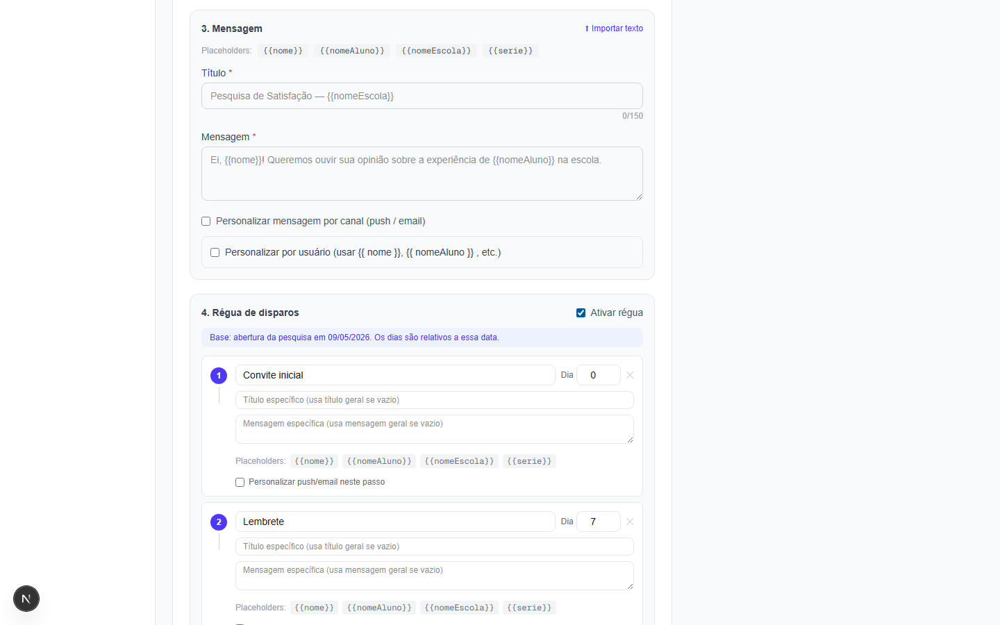 3. Mensagem
⬆ Importar texto
Placeholders: {{nome}} {{nomeAluno}} {{nomeEscola}} {{serie}}
Título *
Pesquisa de Satisfação — {{nomeEscola}}
0/150
Mensagem *
Ei, {{nome}}! Queremos ouvir sua opinião sobre a experiência de {{nomeAluno}} na escola.
Personalizar mensagem por canal (push / email)
Personalizar por usuário (usar {{ nome }}, {{ nomeAluno }} , etc.)
4. Régua de disparos
Ativar régua
Base: abertura da pesquisa em 09/05/2026. Os dias são relativos a essa data.
1 Convite inicial Dia 0
Título específico (usa título geral se vazio)
Mensagem específica (usa mensagem geral se vazio)
Placeholders: {{nome}} {{nomeAluno}} {{nomeEscola}} {{serie}}
Personalizar push/email neste passo
2 Lembrete Dia 7
Título específico (usa título geral se vazio)
Mensagem específica (usa mensagem geral se vazio)
Placeholders: {{nome}} {{nomeAluno}} {{nomeEscola}} {{serie}}
N